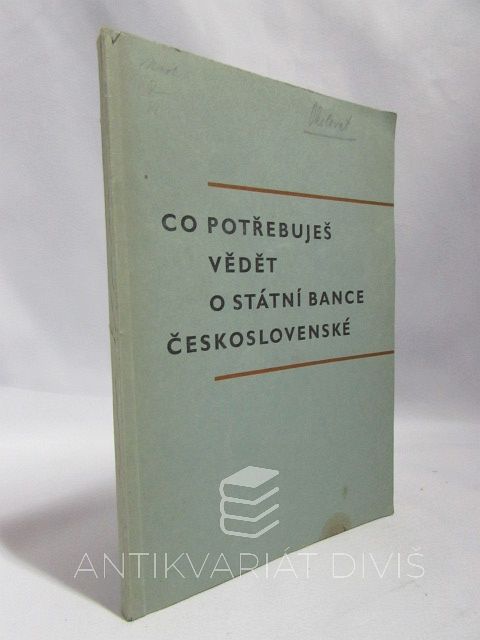 CO POTŘEBUJEŠ
VĚDĚT
O STÁTNÍ BANCE
ČESKOSLOVENSKÉ
ANTIKVARIÁT DIVIŠ